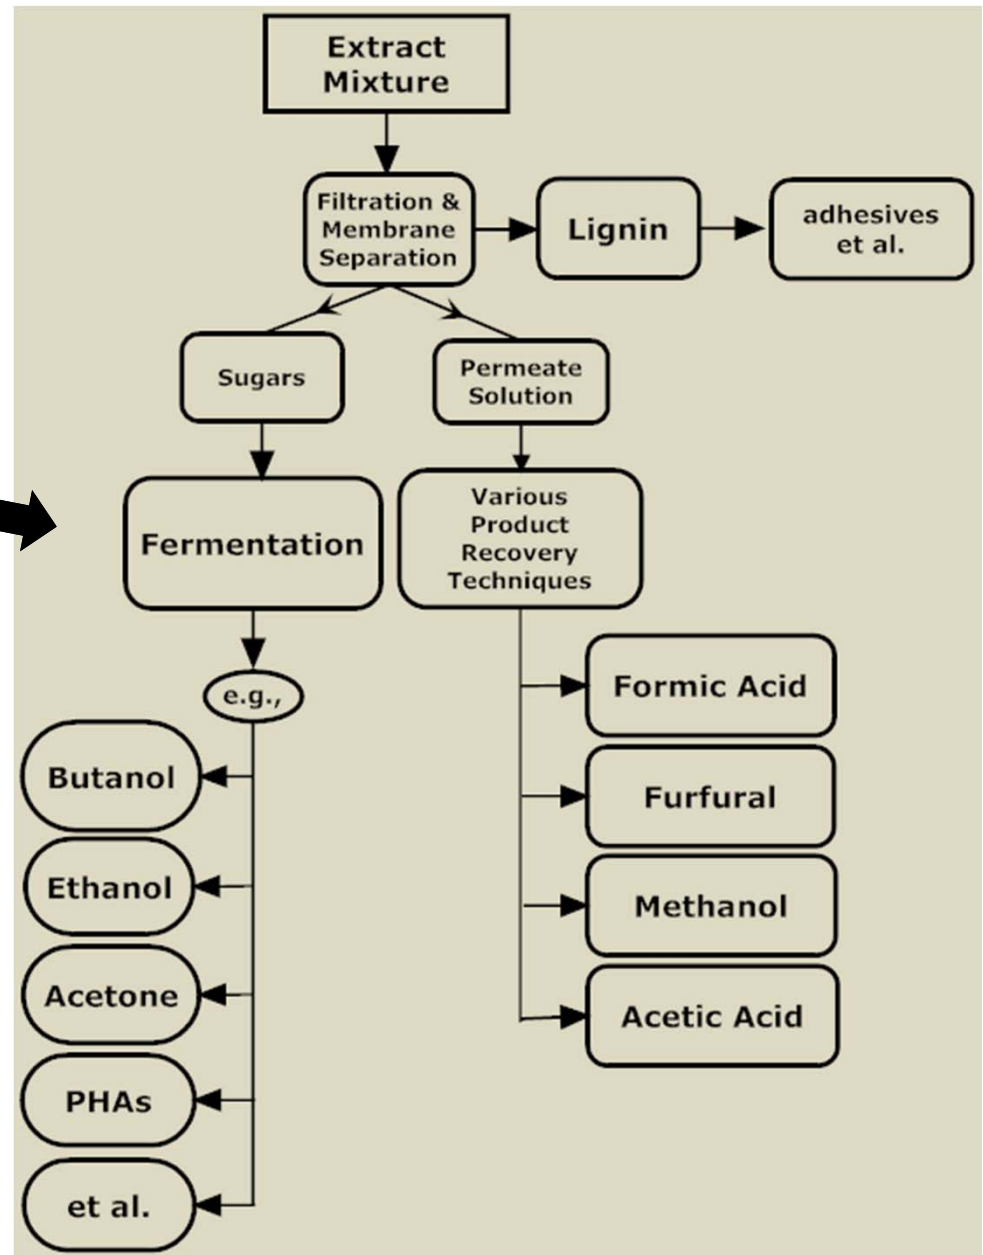 Extract
Mixture
Filtration &
Membrane
Separation
Lignin
adhesives
et al.
Sugars
Permeate
Solution
Fermentation
Various
Product
Recovery
Techniques
e.g.,
Butanol
Ethanol
Acetone
PHAs
et al.
Formic Acid
Furfural
Methanol
Acetic Acid